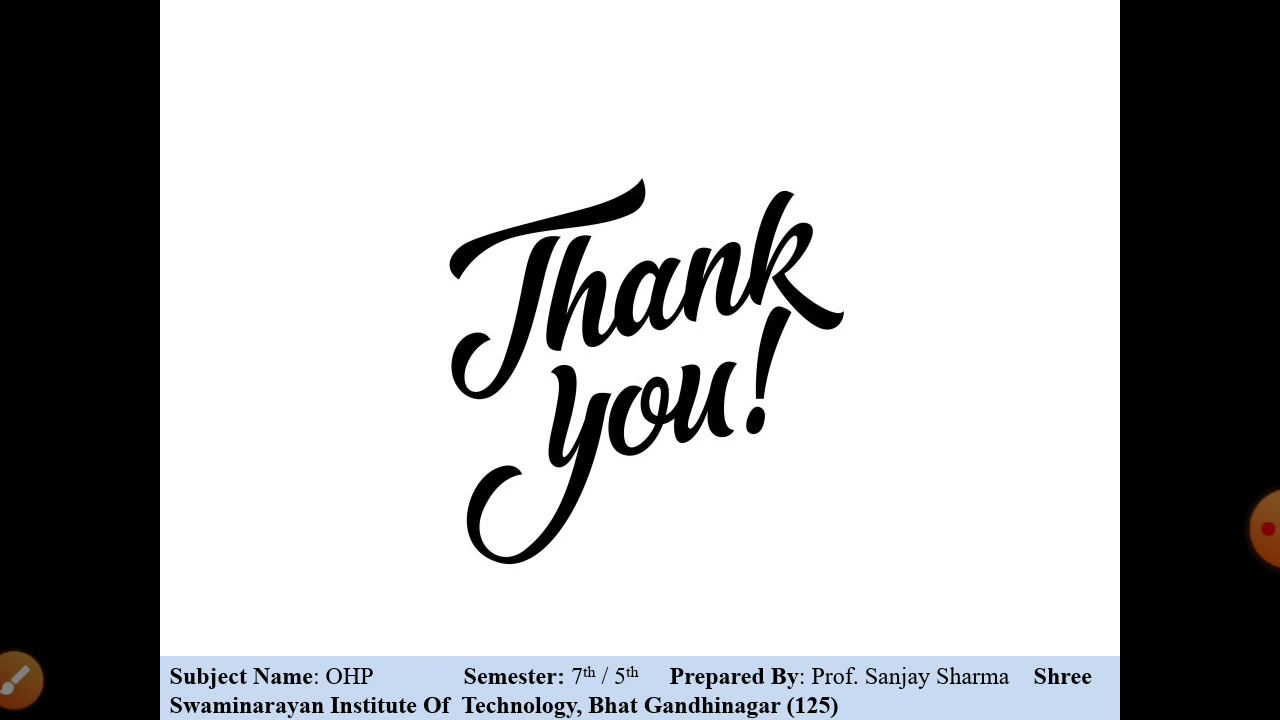 Thank
you!
Subject Name: OHP Semester: 7th / 5th Prepared By: Prof. Sanjay Sharma Shree
Swaminarayan Institute Of Technology, Bhat Gandhinagar (125)